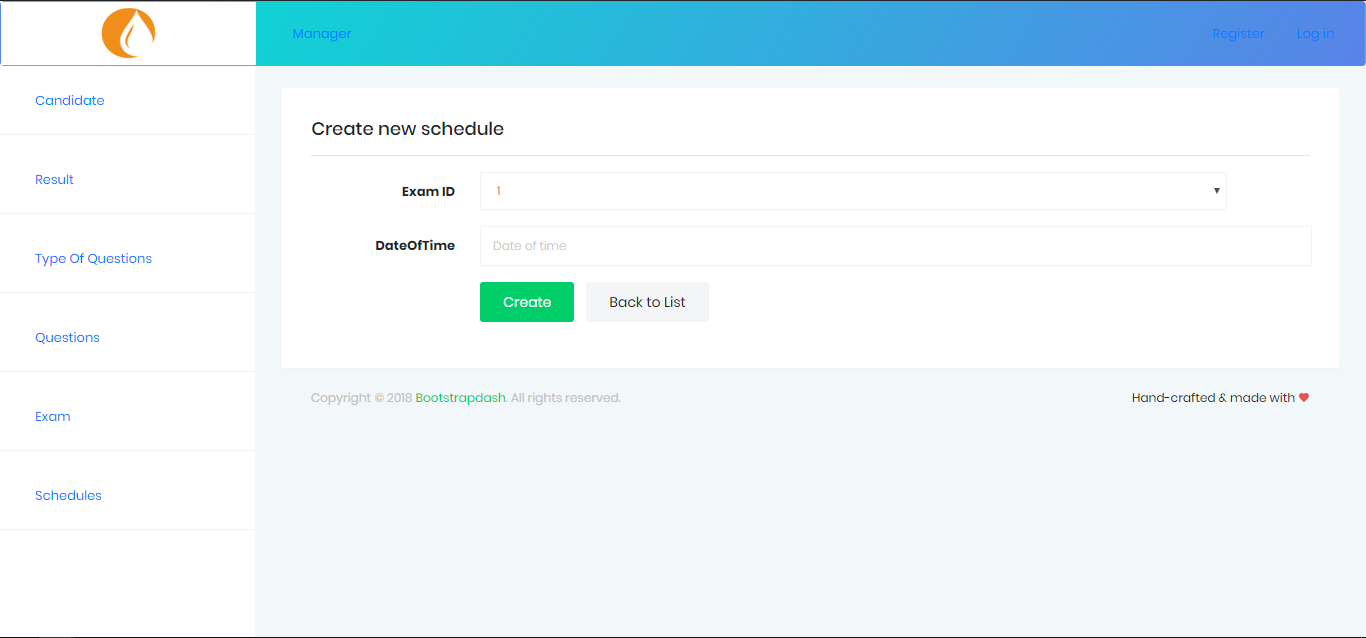 Manager Register Log in
Candidate
Result
Type Of Questions
Questions
Exam
Schedules
Create new schedule
Exam ID 1
DateOfTime Date of time
Create Back to List
Copyright © 2018 Bootstrapdash. All rights reserved. Hand-crafted & made with